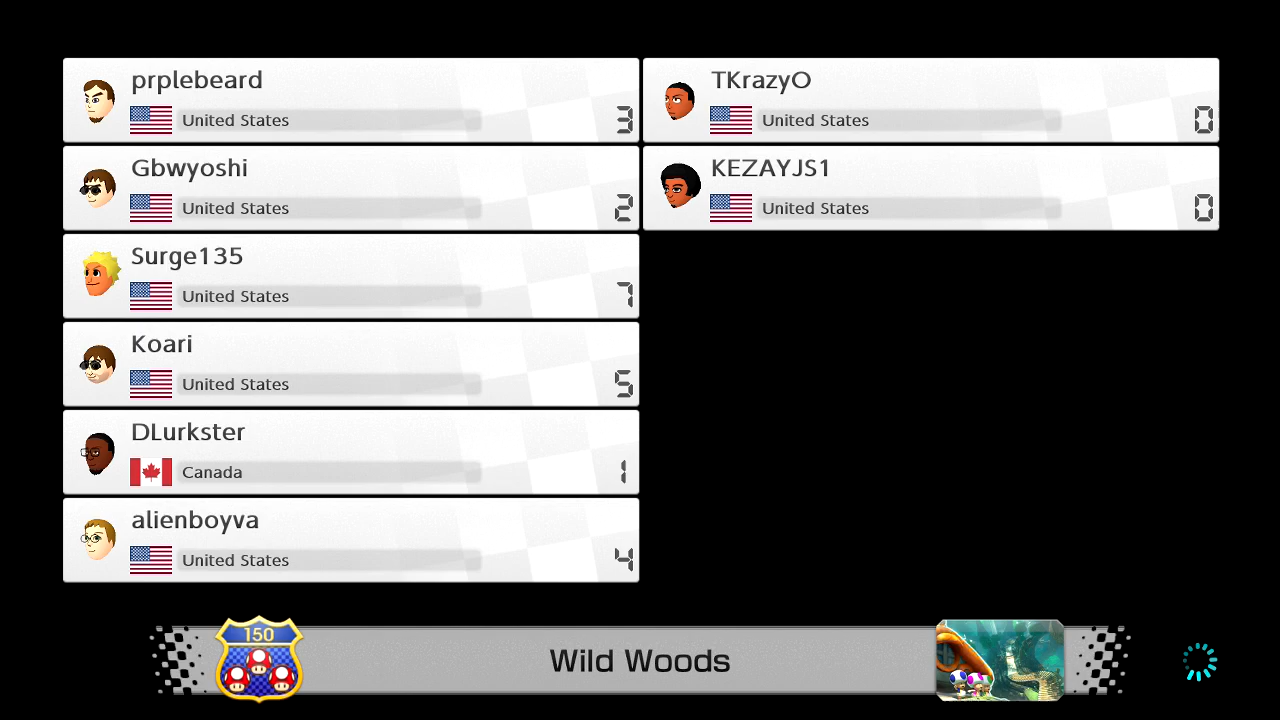 prplebeard
United States
3
Gbwyoshi
United States
2
Surge135
United States
7
Koari
United States
5
DLurkster
Canada
1
alienboyva
United States
4
TKrazyO
United States
0
KEZAYJS1
United States
0
150
Wild Woods